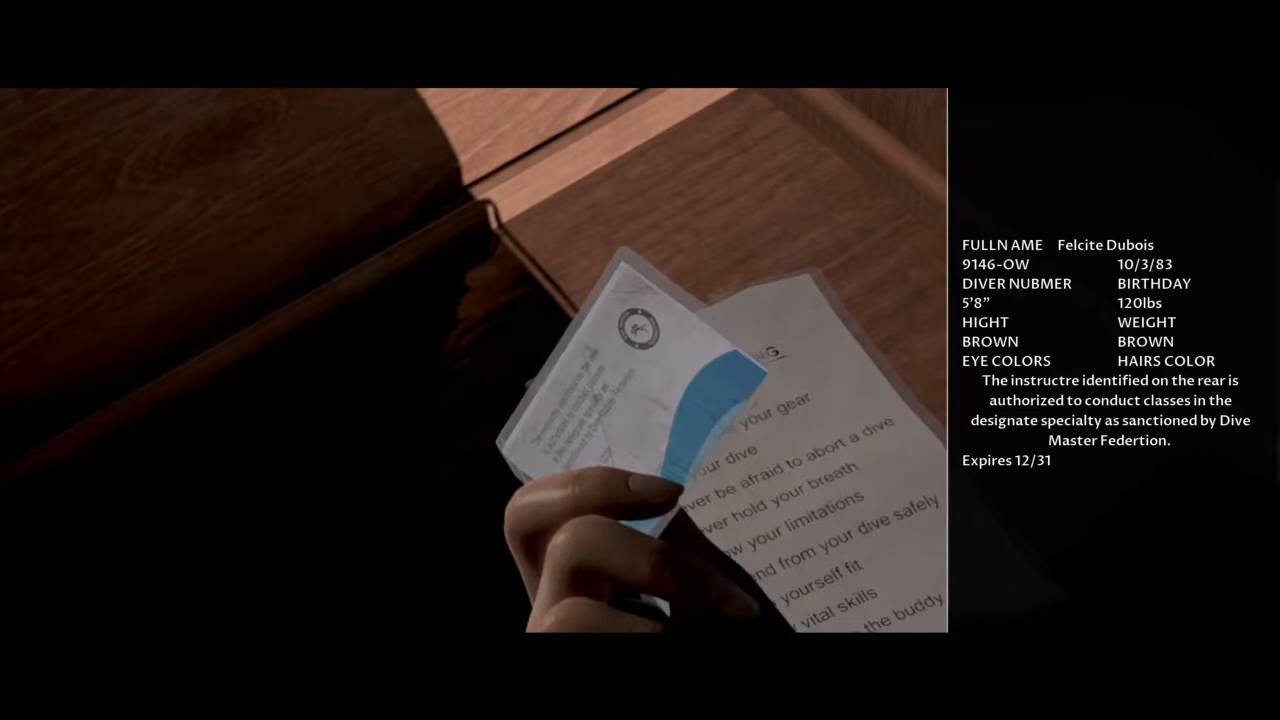 FULLN AME Felcite Dubois
9146-OW 10/3/83
DIVER NUBMER BIRTHDAY
5'8” 120lbs
HIGHT WEIGHT
BROWN BROWN
EYE COLORS HAIRS COLOR
The instructre identified on the rear is
authorized to conduct classes in the
designate specialty as sanctioned by Dive
Master Federtion.
Expires 12/31
your gear
your dive
ever be afraid to abort a dive
ver hold your breath
ow your limitations
nd from your dive safely
yourself fit
vital skills
the buddy